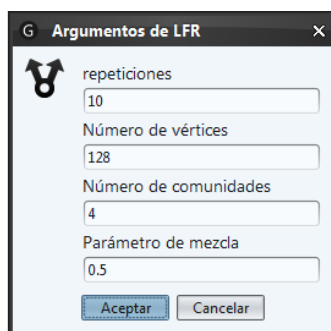 G Argumentos de LFR
repeticiones
10
Número de vértices
128
Número de comunidades
4
Parámetro de mezcla
0.5
Aceptar Cancelar